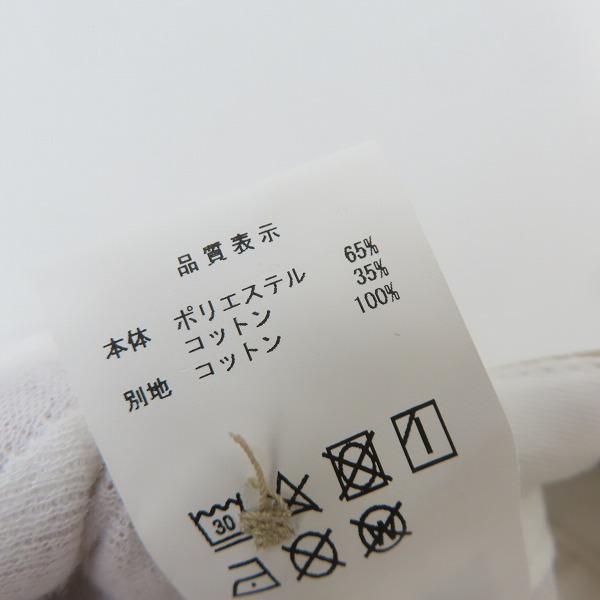 品質表示
本体 ポリエステル 65%
コットン 35%
別地 コットン 100%
30
W